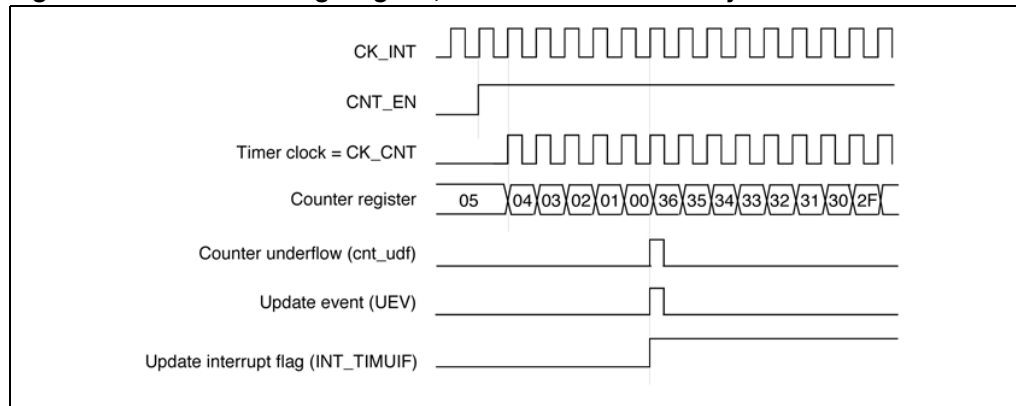 CK_INT
CNT_EN
Timer clock = CK_CNT
Counter register 05 04 03 02 01 00 36 35 34 33 32 31 30 2F
Counter underflow (cnt_udf)
Update event (UEV)
Update interrupt flag (INT_TIMUIF)